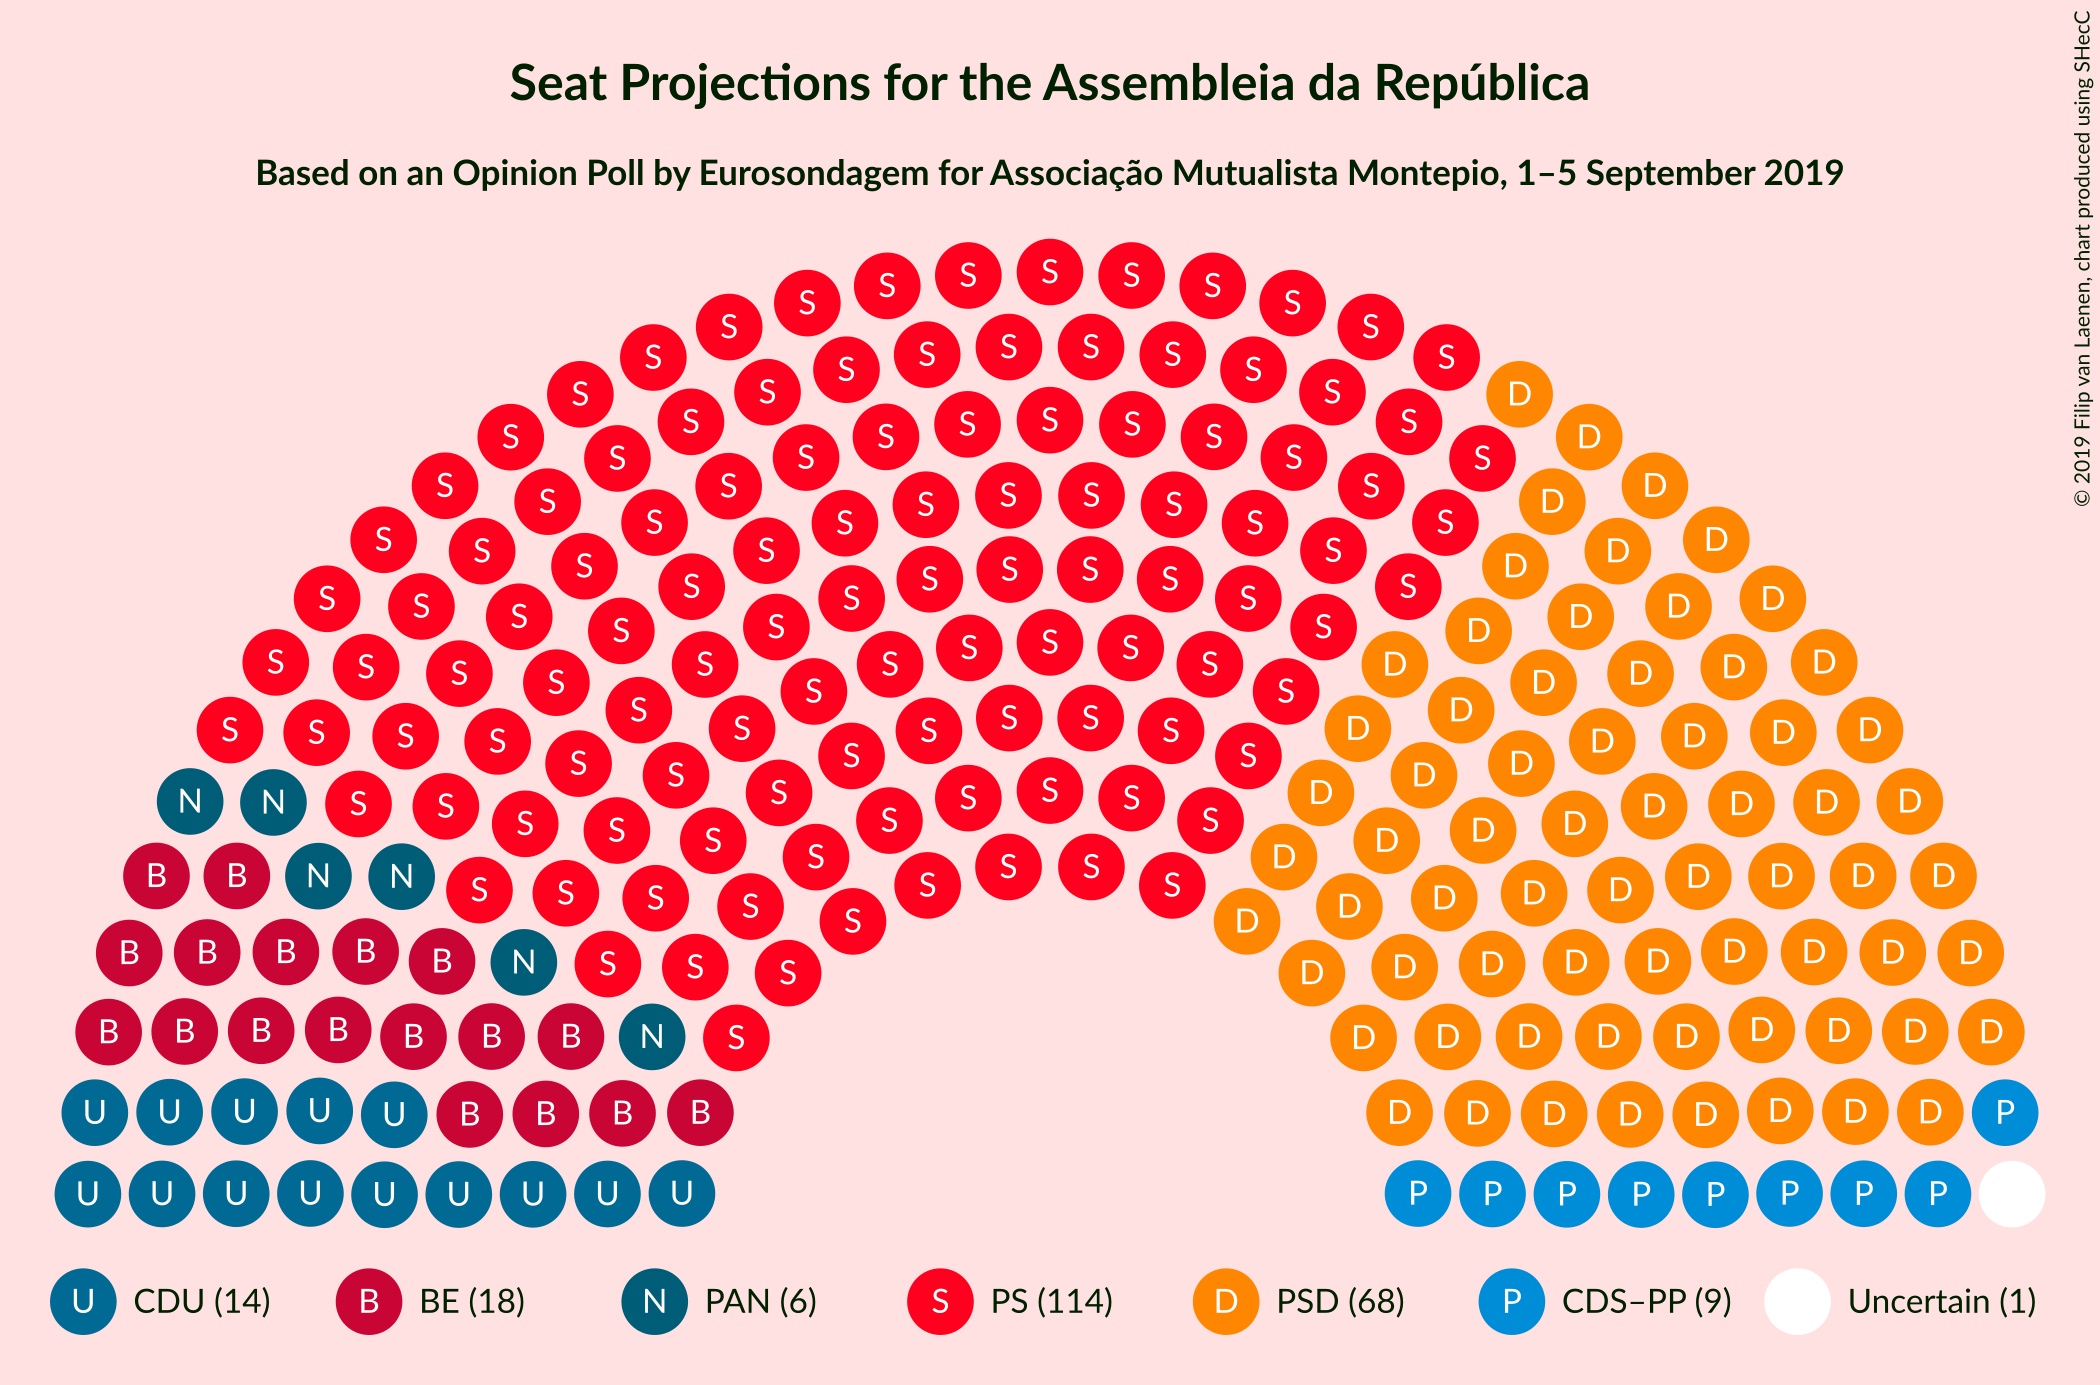 Seat Projections for the Assembleia da República
Based on an Opinion Poll by Eurosondagem for Associação Mutualista Montepio, 1–5 September 2019
© 2019 Filip van Laenen, chart produced using SHecC
U CDU (14) B BE (18) N PAN (6) S PS (114) D PSD (68) P CDS–PP (9) Uncertain (1)